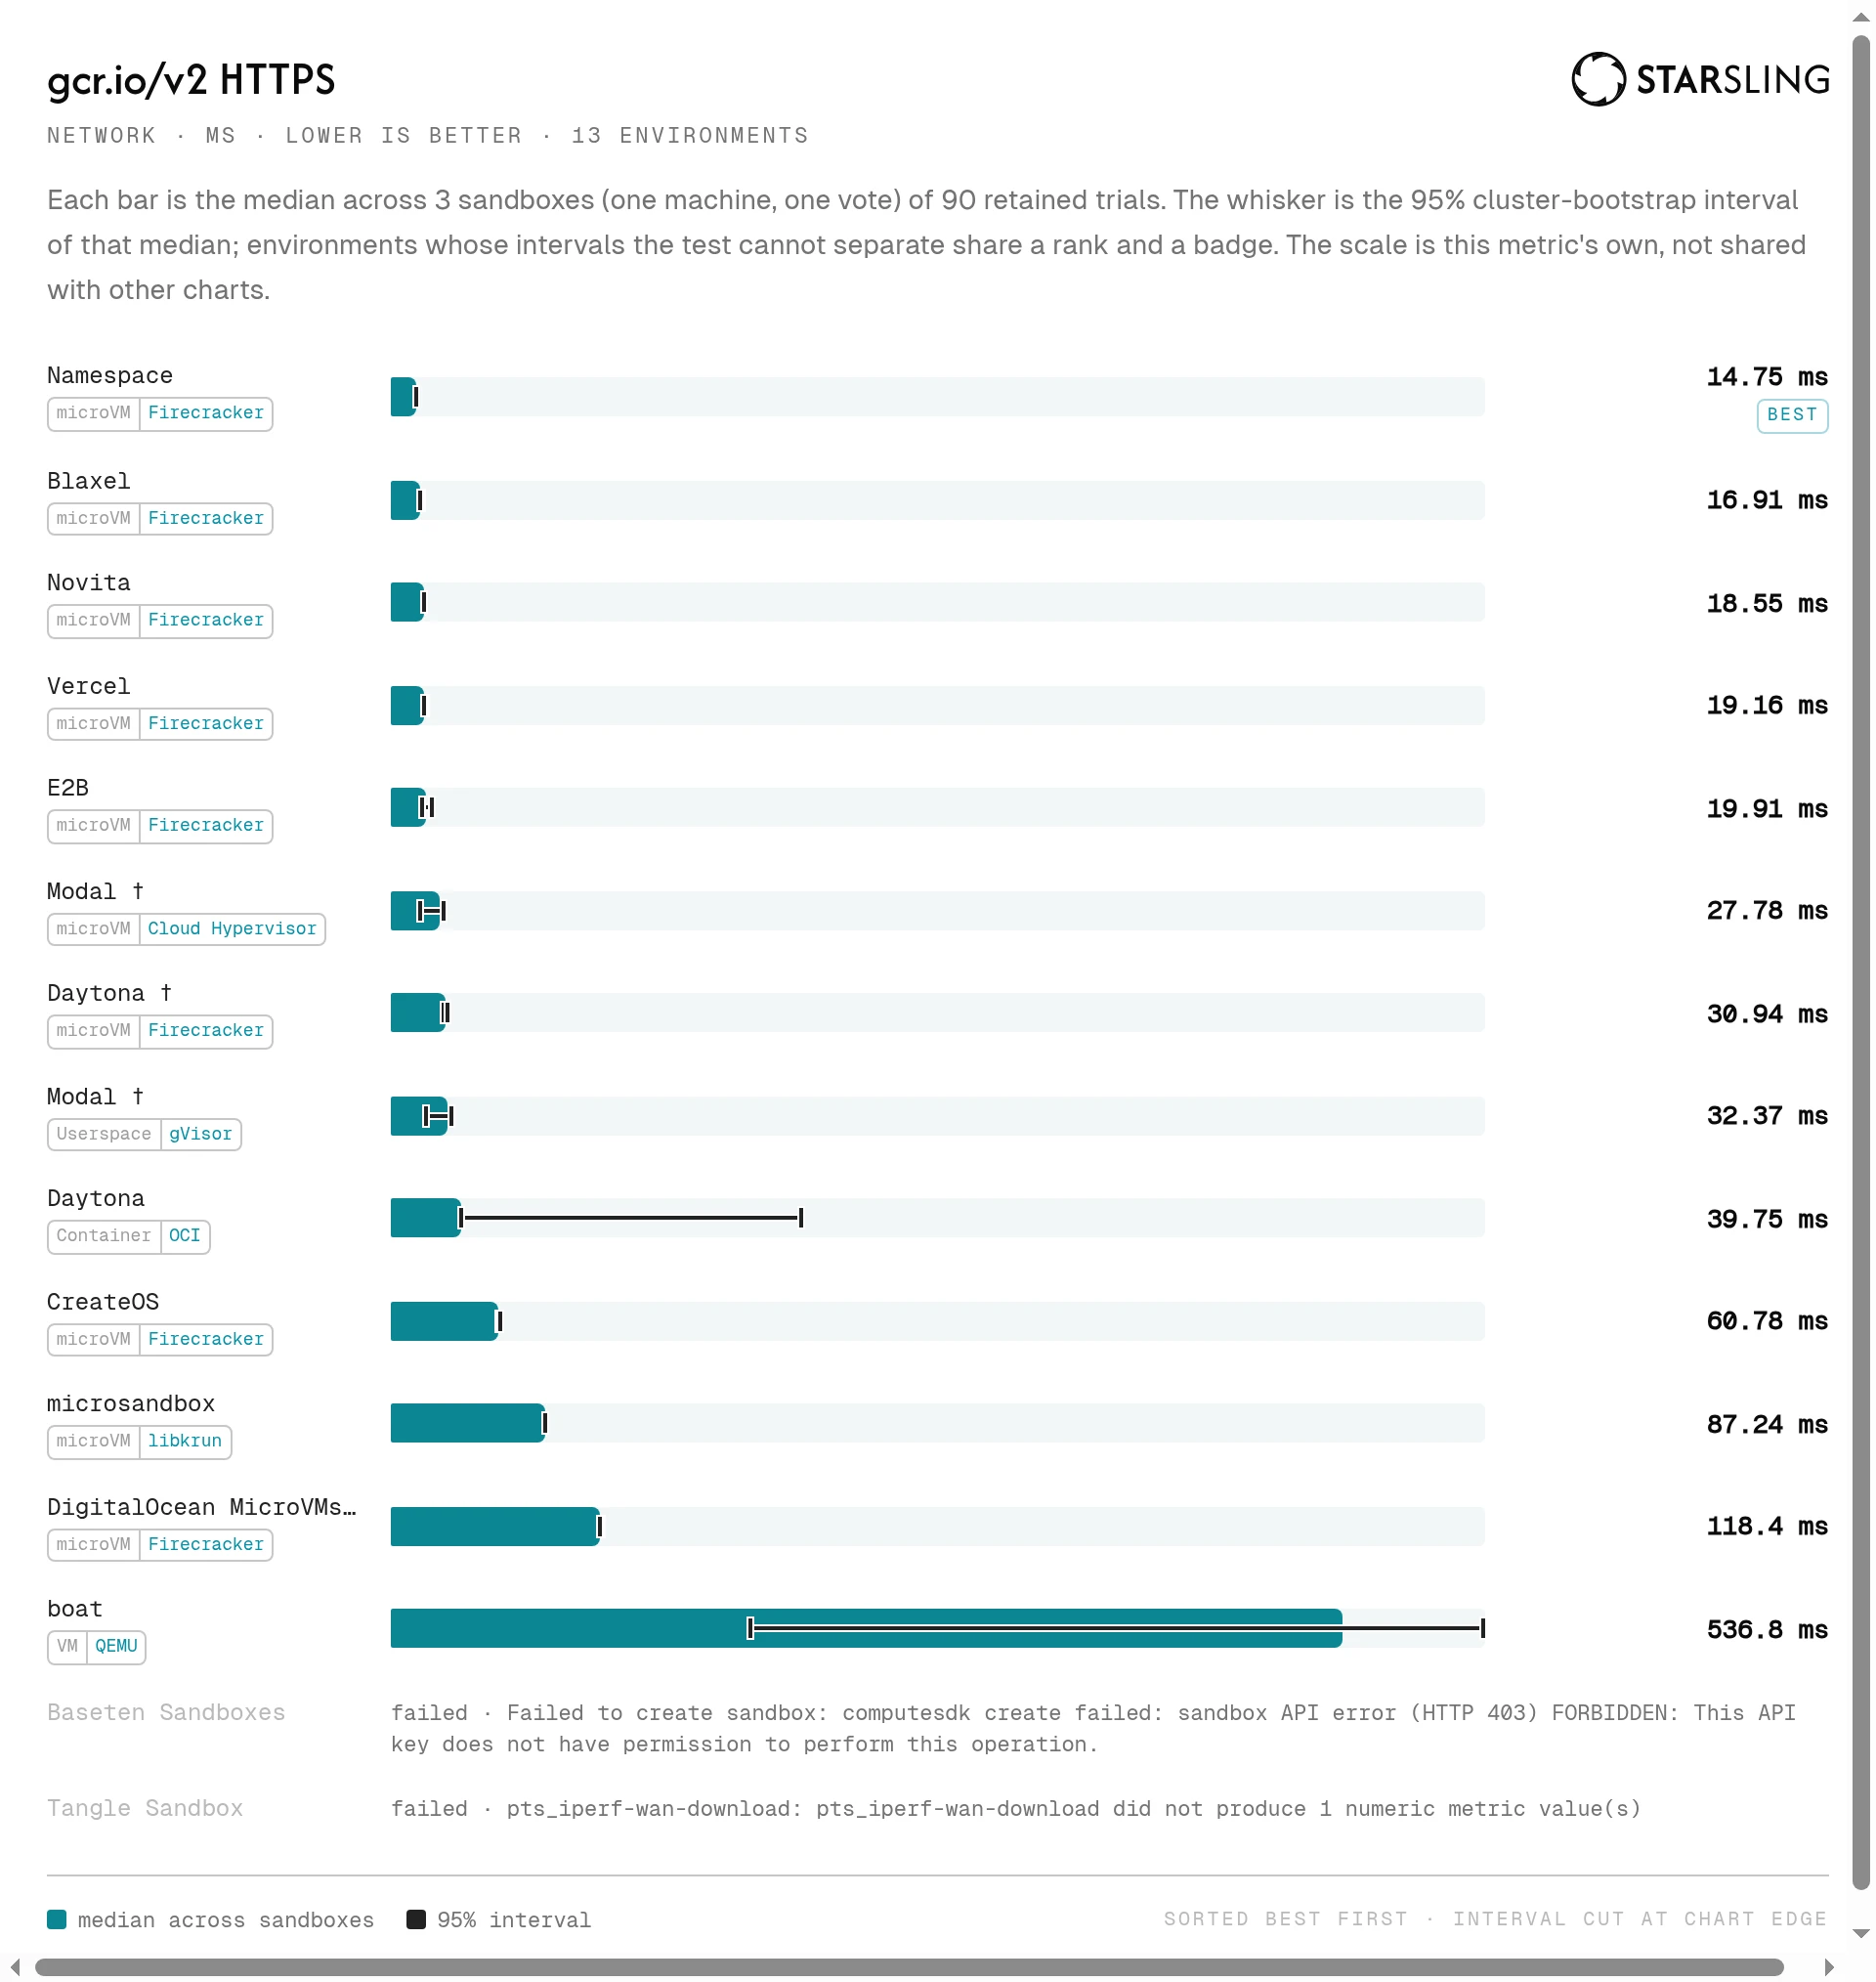 gcr.io/v2 HTTPS
STARSLING
NETWORK · MS · LOWER IS BETTER · 13 ENVIRONMENTS
Each bar is the median across 3 sandboxes (one machine, one vote) of 90 retained trials. The whisker is the 95% cluster-bootstrap interval
of that median; environments whose intervals the test cannot separate share a rank and a badge. The scale is this metric's own, not shared
with other charts.
Namespace
microVM Firecracker
14.75 ms
BEST
Blaxel
microVM Firecracker
16.91 ms
Novita
microVM Firecracker
18.55 ms
Vercel
microVM Firecracker
19.16 ms
E2B
microVM Firecracker
19.91 ms
Modal †
microVM Cloud Hypervisor
27.78 ms
Daytona †
microVM Firecracker
30.94 ms
Modal †
Userspace gVisor
32.37 ms
Daytona
Container OCI
39.75 ms
CreateOS
microVM Firecracker
60.78 ms
microsandbox
microVM libkrun
87.24 ms
DigitalOcean MicroVMs…
microVM Firecracker
118.4 ms
boat
VM QEMU
536.8 ms
Baseten Sandboxes
failed · Failed to create sandbox: computesdk create failed: sandbox API error (HTTP 403) FORBIDDEN: This API
key does not have permission to perform this operation.
Tangle Sandbox
failed · pts_iperf-wan-download: pts_iperf-wan-download did not produce 1 numeric metric value(s)
median across sandboxes
95% interval
SORTED BEST FIRST · INTERVAL CUT AT CHART EDGE